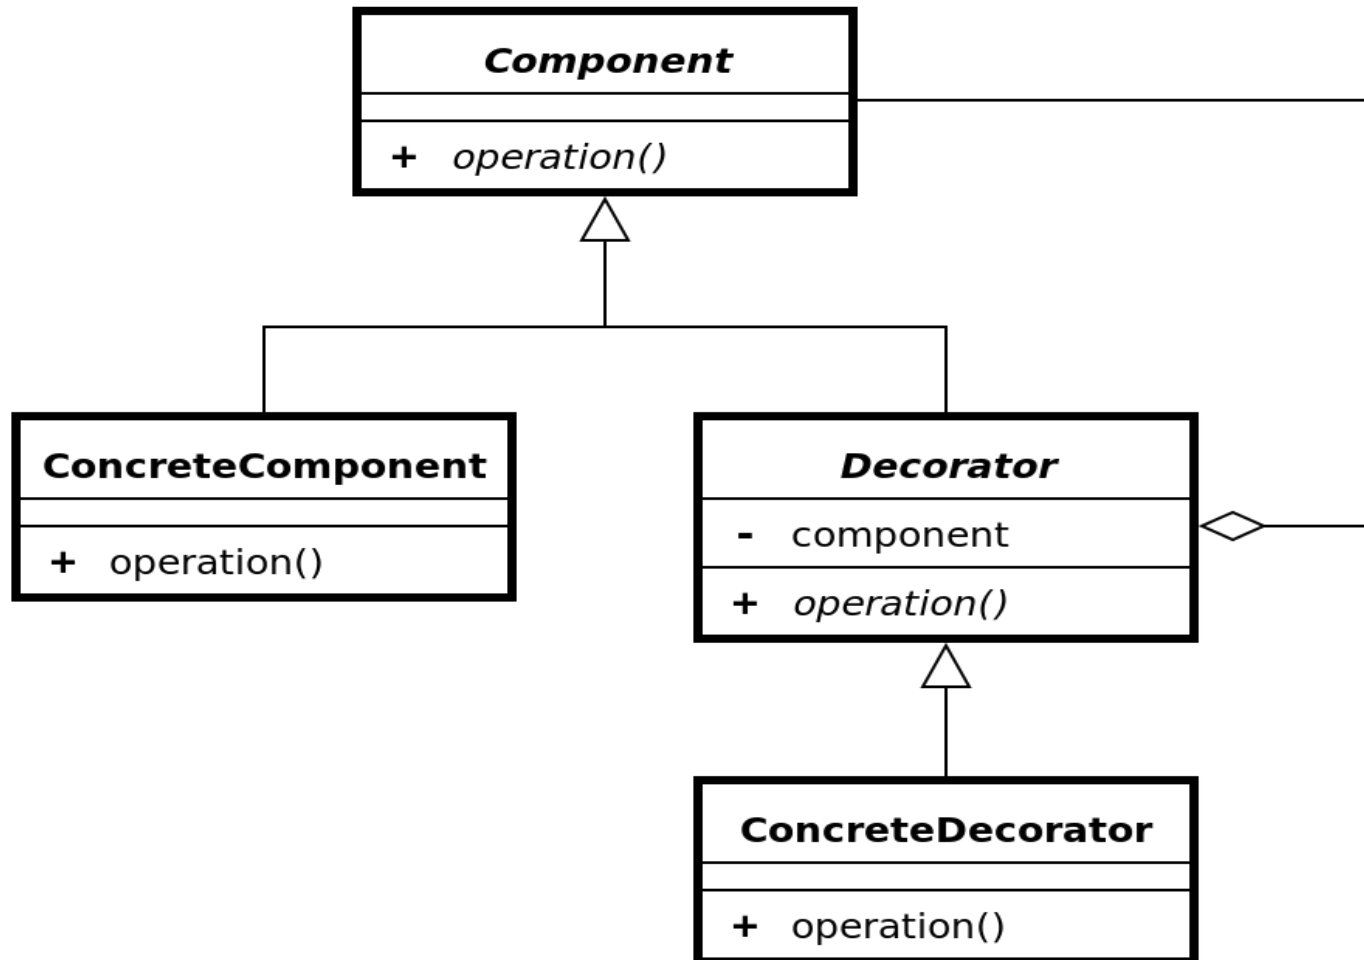 Component
+ operation()
ConcreteComponent
+ operation()
Decorator
- component
+ operation()
ConcreteDecorator
+ operation()